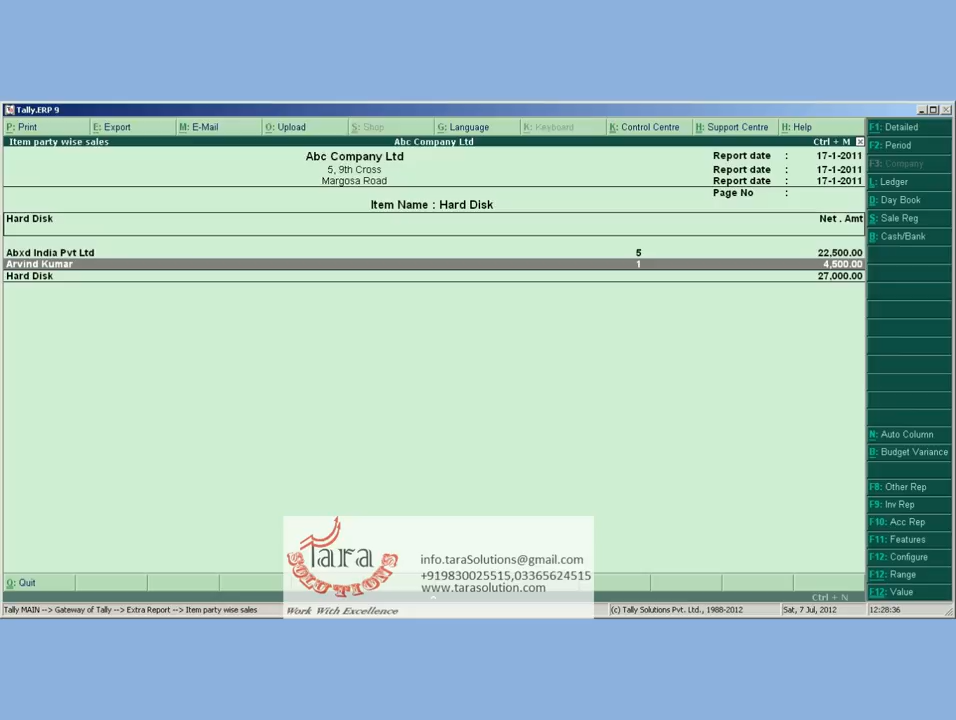 Tally.ERP 9
P: Print E: Export M: E-Mail O: Upload S: Shop G: Language K: Keyboard K: Control Centre H: Support Centre H: Help
Item party wise sales Abc Company Ltd Ctrl + M
Abc Company Ltd Report date : 17-1-2011
5, 9th Cross Report date : 17-1-2011
Margosa Road Report date : 17-1-2011
Page No :
Item Name : Hard Disk
Hard Disk Net . Amt
Abxd India Pvt Ltd 5 22,500.00
Arvind Kumar 1 4,500.00
Hard Disk 27,000.00
F1: Detailed
F2: Period
F3: Company
L: Ledger
D: Day Book
S: Sale Reg
B: Cash/Bank
N: Auto Column
B: Budget Variance
F8: Other Rep
F9: Inv Rep
F10: Acc Rep
F11: Features
F12: Configure
F12: Range
F12: Value
Tara
SOLUTIONS
Work With Excellence
info.taraSolutions@gmail.com
+919830025515,03365624515
www.tarasolution.com
Q: Quit
Ctrl + N
Tally MAIN --> Gateway of Tally --> Extra Report --> Item party wise sales (c) Tally Solutions Pvt. Ltd., 1988-2012 Sat, 7 Jul, 2012 12:28:36